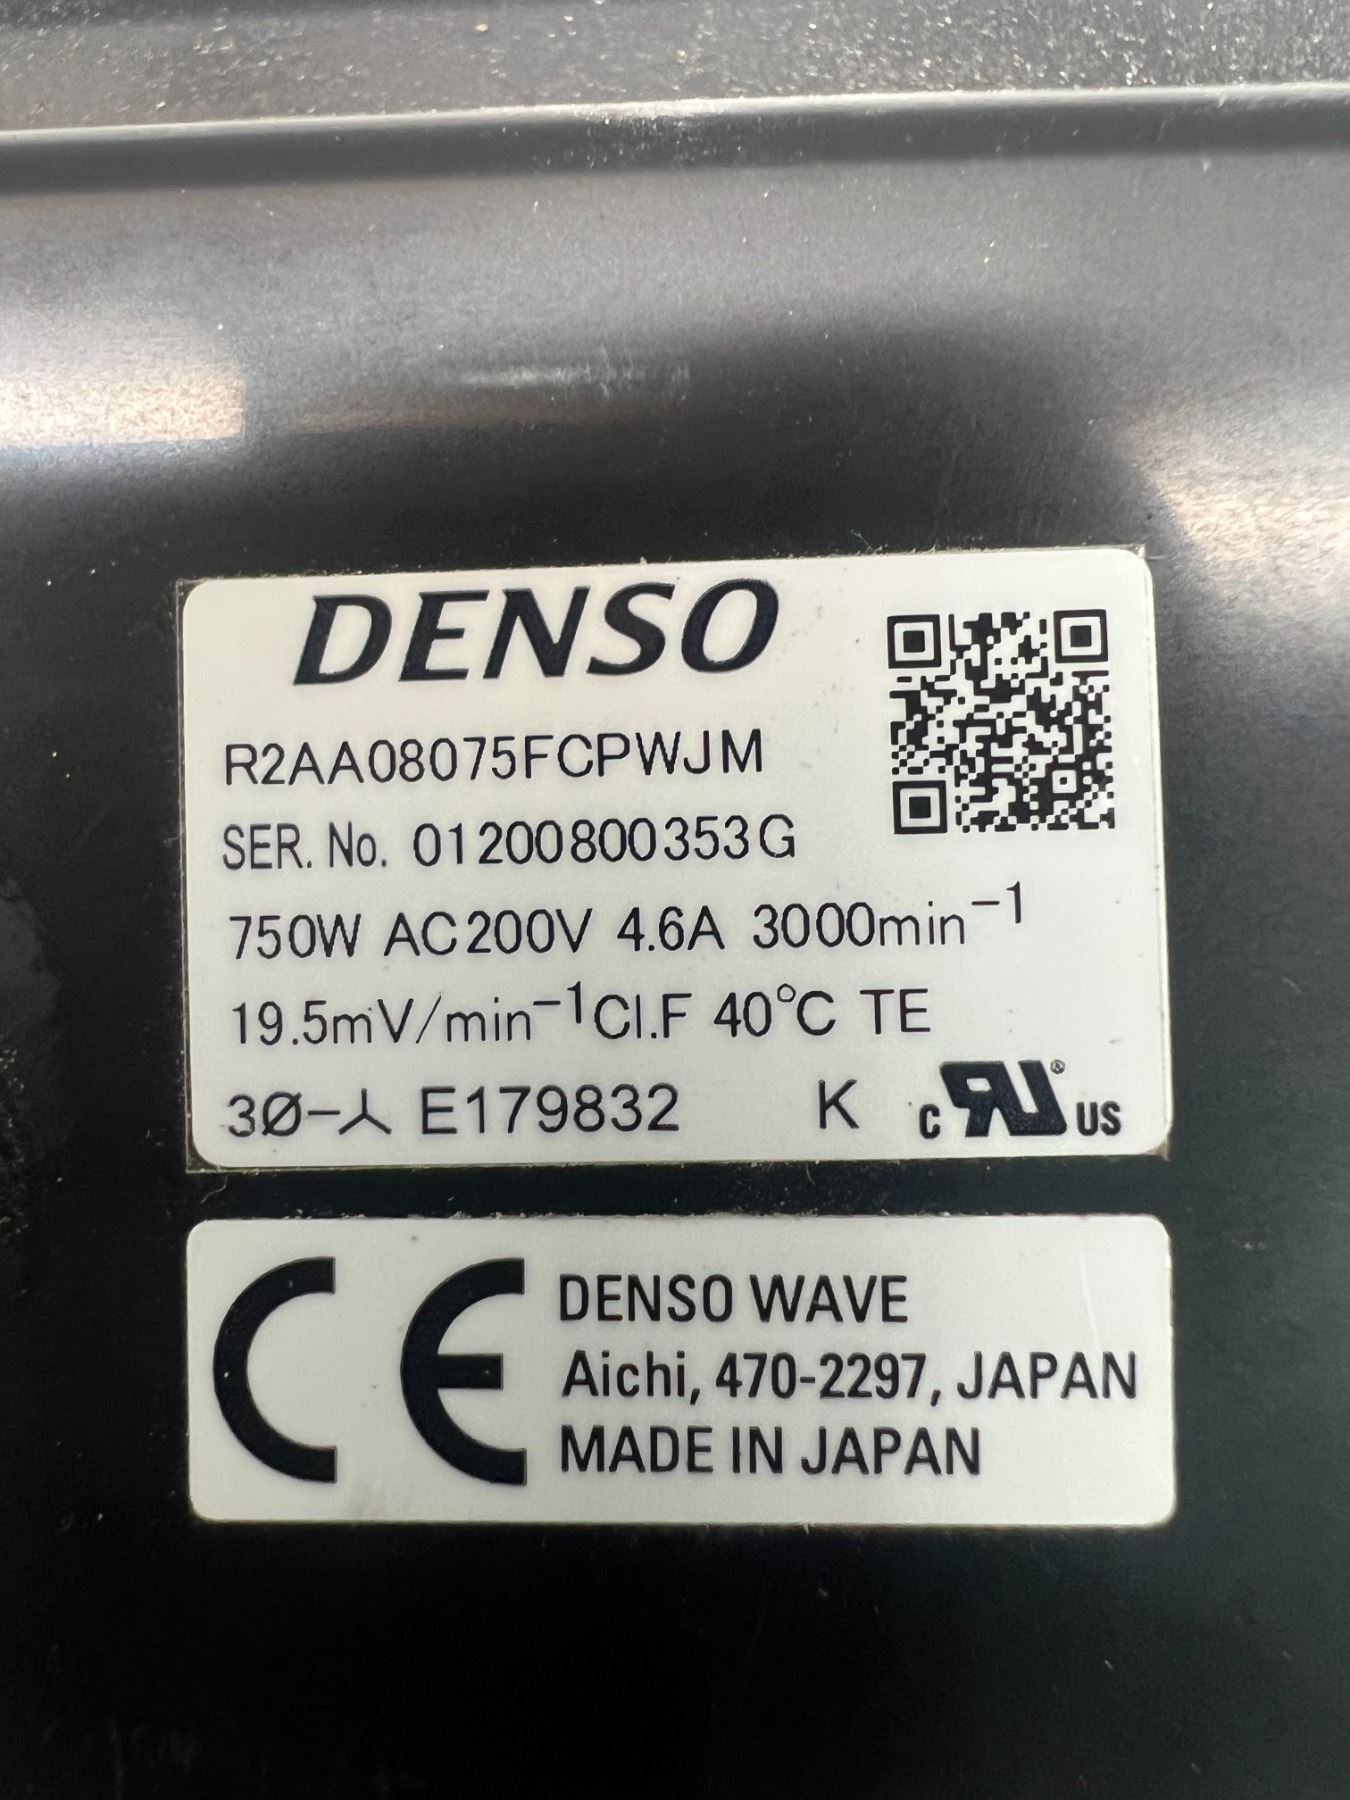 DENSO
R2AA08075FCPWJM
SER. No. 01200800353G
750W AC200V 4.6A 3000min⁻¹
19.5mV/min⁻¹Cl.F 40°C TE
3Ø-⅄ E179832 K c RU® US
CE DENSO WAVE
Aichi, 470-2297, JAPAN
MADE IN JAPAN